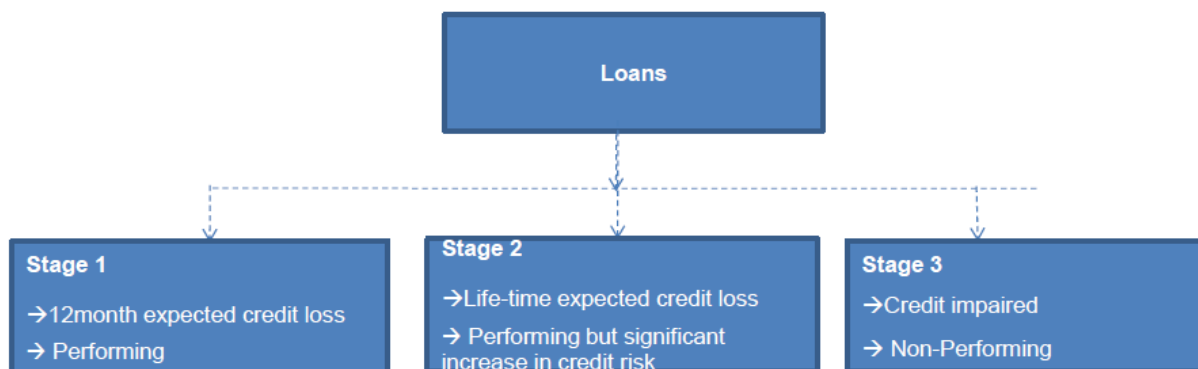 Loans
Stage 1
→12month expected credit loss
→ Performing
Stage 2
→Life-time expected credit loss
→ Performing but significant
increase in credit risk
Stage 3
→Credit impaired
→ Non-Performing